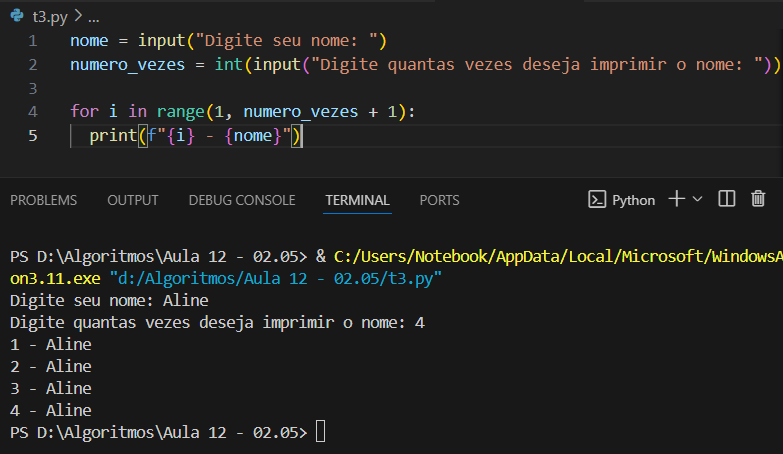 t3.py > ...
1 nome = input("Digite seu nome: ")
2 numero_vezes = int(input("Digite quantas vezes deseja imprimir o nome: "))
3
4 for i in range(1, numero_vezes + 1):
5   print(f"{i} - {nome}")
PROBLEMS OUTPUT DEBUG CONSOLE TERMINAL PORTS Python
PS D:\Algoritmos\Aula 12 - 02.05> & C:/Users/Notebook/AppData/Local/Microsoft/WindowsA
on3.11.exe "d:/Algoritmos/Aula 12 - 02.05/t3.py"
Digite seu nome: Aline
Digite quantas vezes deseja imprimir o nome: 4
1 - Aline
2 - Aline
3 - Aline
4 - Aline
PS D:\Algoritmos\Aula 12 - 02.05>